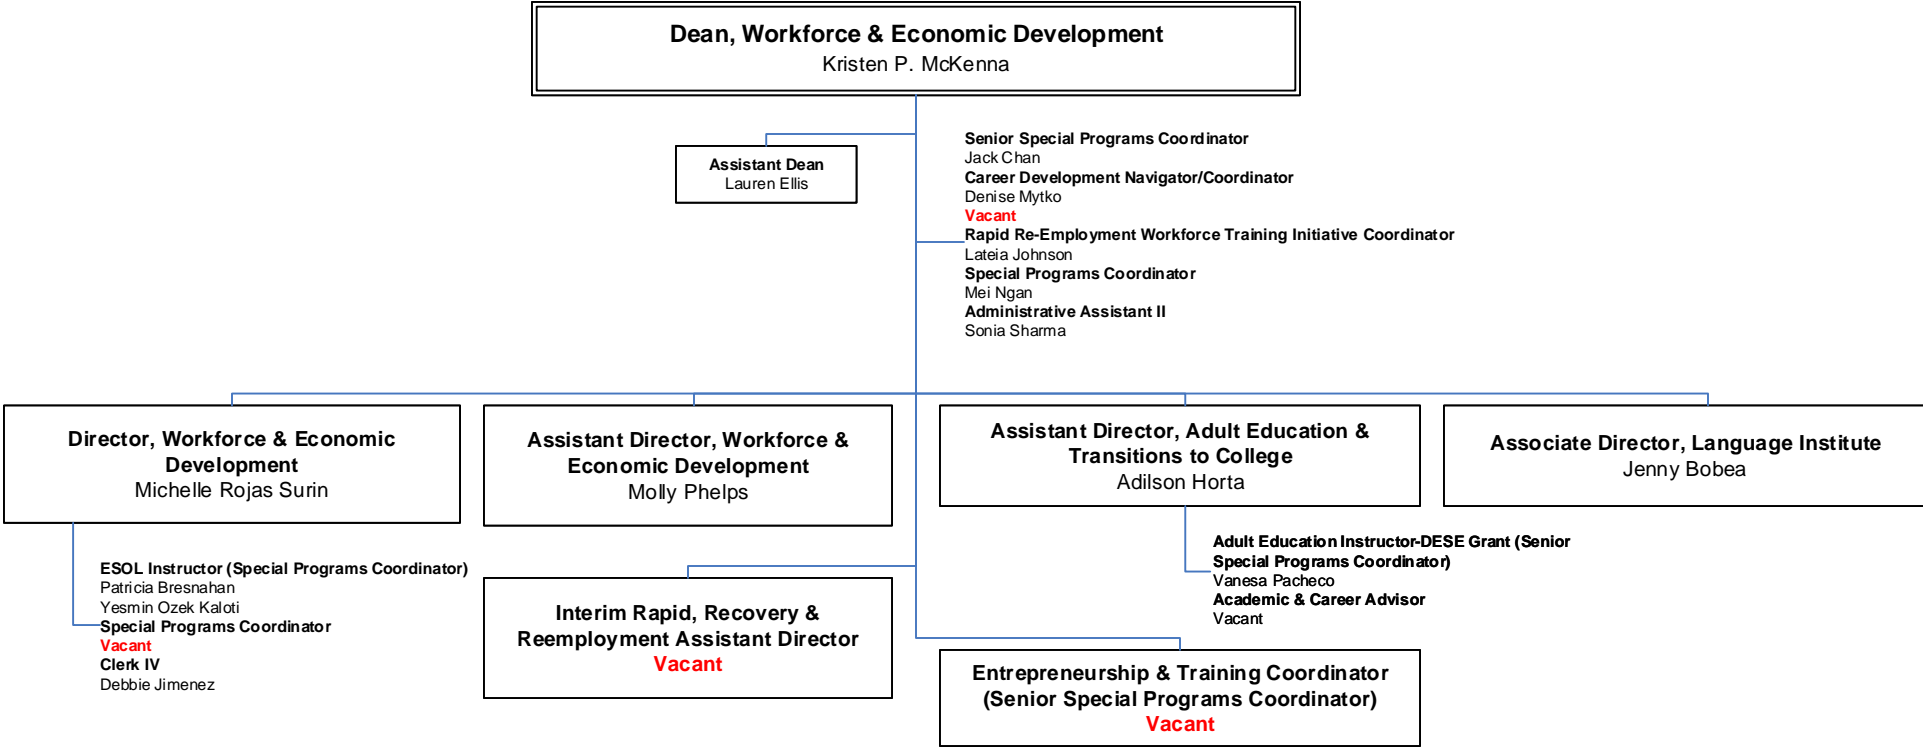 Dean, Workforce & Economic Development
Kristen P. McKenna
Assistant Dean
Lauren Ellis
Senior Special Programs Coordinator
Jack Chan
Career Development Navigator/Coordinator
Denise Mytko
Vacant
Rapid Re-Employment Workforce Training Initiative Coordinator
Lateia Johnson
Special Programs Coordinator
Mei Ngan
Administrative Assistant II
Sonia Sharma
Director, Workforce & Economic
Development
Michelle Rojas Surin
Assistant Director, Workforce &
Economic Development
Molly Phelps
Assistant Director, Adult Education &
Transitions to College
Adilson Horta
Associate Director, Language Institute
Jenny Bobea
ESOL Instructor (Special Programs Coordinator)
Patricia Bresnahan
Yesmin Ozek Kaloti
Special Programs Coordinator
Vacant
Clerk IV
Debbie Jimenez
Interim Rapid, Recovery &
Reemployment Assistant Director
Vacant
Adult Education Instructor-DESE Grant (Senior
Special Programs Coordinator)
Vanesa Pacheco
Academic & Career Advisor
Vacant
Entrepreneurship & Training Coordinator
(Senior Special Programs Coordinator)
Vacant